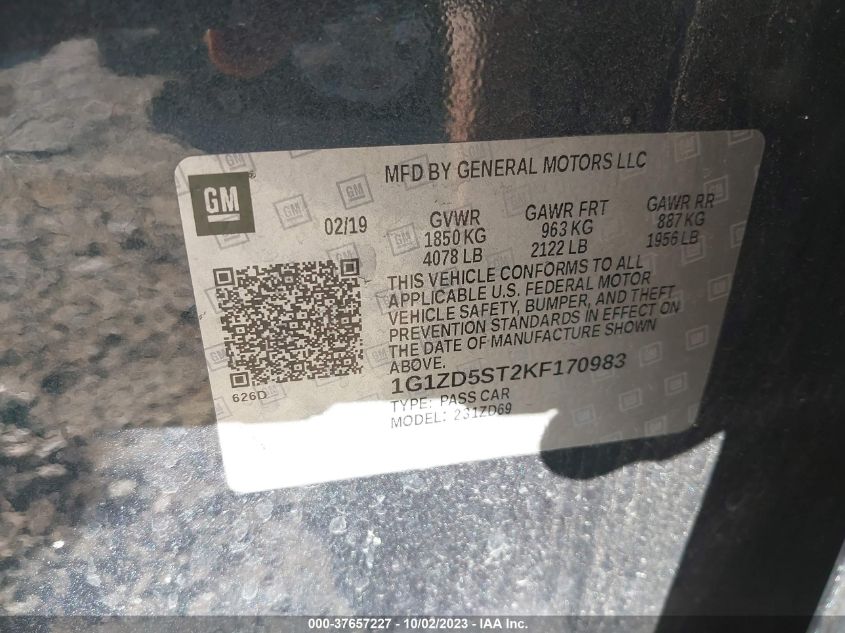 GM
MFD BY GENERAL MOTORS LLC
02/19
GVWR
1850 KG
4078 LB
GAWR FRT
963 KG
2122 LB
GAWR RR
887 KG
1956 LB
THIS VEHICLE CONFORMS TO ALL
APPLICABLE U.S. FEDERAL MOTOR
VEHICLE SAFETY, BUMPER, AND THEFT
PREVENTION STANDARDS IN EFFECT ON
THE DATE OF MANUFACTURE SHOWN
ABOVE.
626D
1G1ZD5ST2KF170983
TYPE: PASS CAR
MODEL: 231ZD69
000-37657227 - 10/02/2023 - IAA Inc.